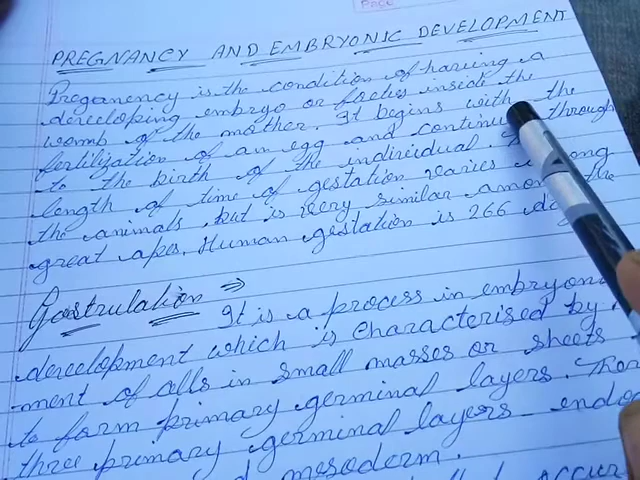 Page
PREGNANCY AND EMBRYONIC DEVELOPMENT
Preganency is the condition of having a
developing embryo or foetus inside the
womb of the mother. It begins with the
fertilization of an egg and continu through
to the birth of the individual.
length of time of gestation varies among
the animals, but is very similar among the
great apes. Human gestation is 266
Gastrulation ⇒
It is a process in embryon
development which is characterised by
ment of cells in small masses or sheets
to form primary germinal layers.
three primary germinal layers endo
mesoderm.